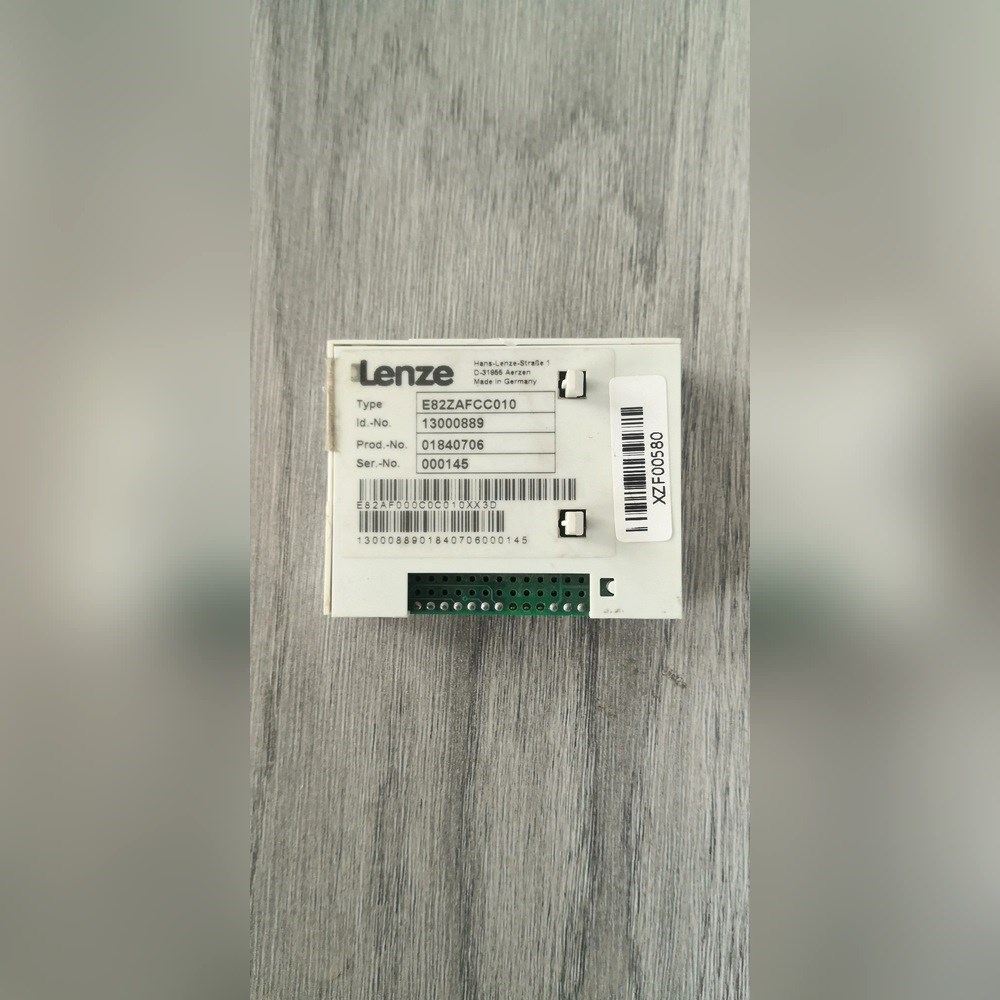 Lenze
Hans-Lenze-Straße 1
D-31855 Aerzen
Made in Germany
Type E82ZAFCC010
Id.-No. 13000889
Prod.-No. 01840706
Ser.-No. 000145
E82AF000C0C010XX3D
1300088901840706000145
XZF00580